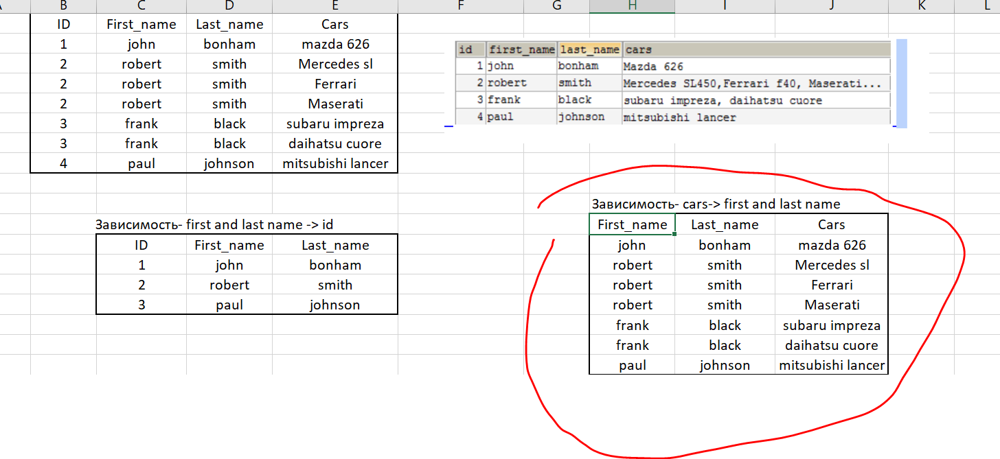 B C D E F G H I J K L
ID First_name Last_name Cars
1 john bonham mazda 626
2 robert smith Mercedes sl
2 robert smith Ferrari
2 robert smith Maserati
3 frank black subaru impreza
3 frank black daihatsu cuore
4 paul johnson mitsubishi lancer
id first_name last_name cars
1 john bonham Mazda 626
2 robert smith Mercedes SL450,Ferrari f40, Maserati...
3 frank black subaru impreza, daihatsu cuore
4 paul johnson mitsubishi lancer
Зависимость- first and last name -> id
ID First_name Last_name
1 john bonham
2 robert smith
3 paul johnson
Зависимость- cars-> first and last name
First_name Last_name Cars
john bonham mazda 626
robert smith Mercedes sl
robert smith Ferrari
robert smith Maserati
frank black subaru impreza
frank black daihatsu cuore
paul johnson mitsubishi lancer